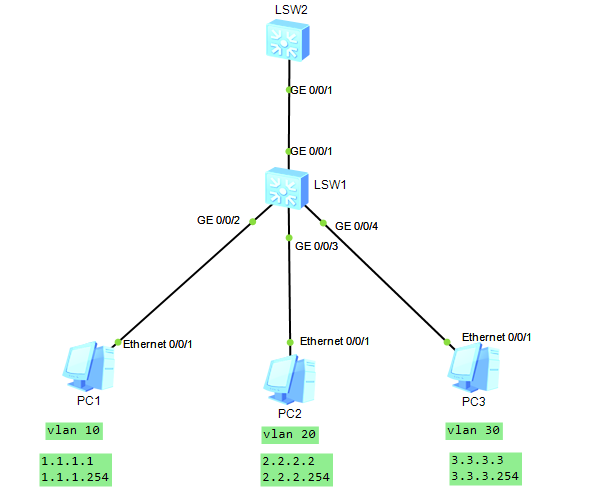 LSW2
GE 0/0/1
GE 0/0/1
LSW1
GE 0/0/2
GE 0/0/4
GE 0/0/3
Ethernet 0/0/1
Ethernet 0/0/1
Ethernet 0/0/1
PC1
PC2
PC3
vlan 10
vlan 20
vlan 30
1.1.1.1
1.1.1.254
2.2.2.2
2.2.2.254
3.3.3.3
3.3.3.254